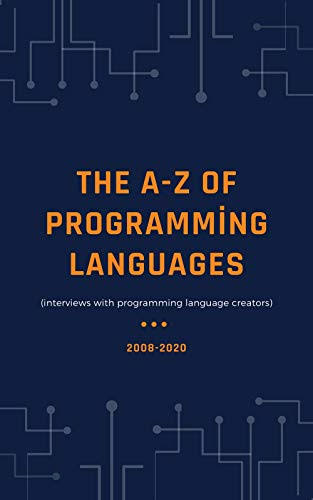 THE A-Z OF
PROGRAMMİNG
LANGUAGES
(interviews with programming language creators)
2008-2020